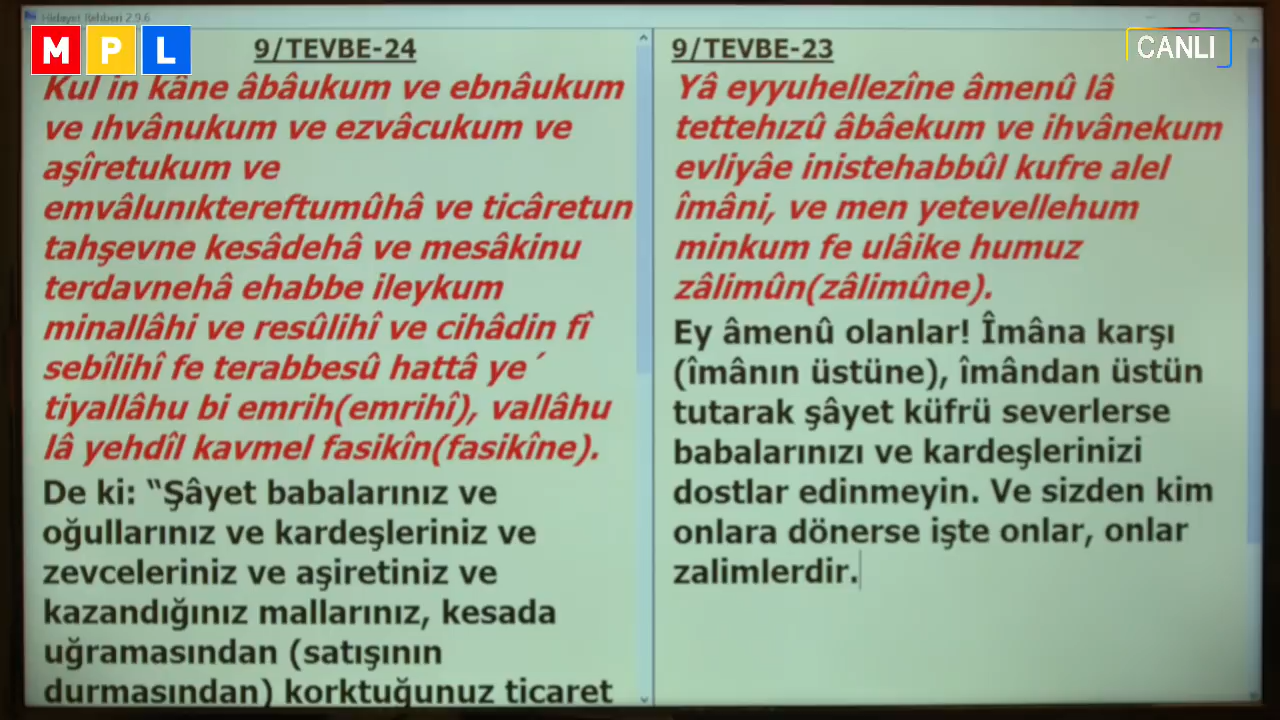 Hidayet Rehberi 2.9.6
MPL
CANLI
9/TEVBE-24
Kul in kâne âbâukum ve ebnâukum
ve ıhvânukum ve ezvâcukum ve
aşîretukum ve
emvâlunıktereftumûhâ ve ticâretun
tahşevne kesâdehâ ve mesâkinu
terdavnehâ ehabbe ileykum
minallâhi ve resûlihî ve cihâdin fî
sebîlihî fe terabbesû hattâ ye´
tiyallâhu bi emrih(emrihî), vallâhu
lâ yehdîl kavmel fasikîn(fasikîne).
De ki: “Şâyet babalarınız ve
oğullarınız ve kardeşleriniz ve
zevceleriniz ve aşiretiniz ve
kazandığınız mallarınız, kesada
uğramasından (satışının
durmasından) korktuğunuz ticaret
9/TEVBE-23
Yâ eyyuhellezîne âmenû lâ
tettehızû âbâekum ve ihvânekum
evliyâe inistehabbûl kufre alel
îmâni, ve men yetevellehum
minkum fe ulâike humuz
zâlimûn(zâlimûne).
Ey âmenû olanlar! Îmâna karşı
(îmânın üstüne), îmândan üstün
tutarak şâyet küfrü severlerse
babalarınızı ve kardeşlerinizi
dostlar edinmeyin. Ve sizden kim
onlara dönerse işte onlar, onlar
zalimlerdir.